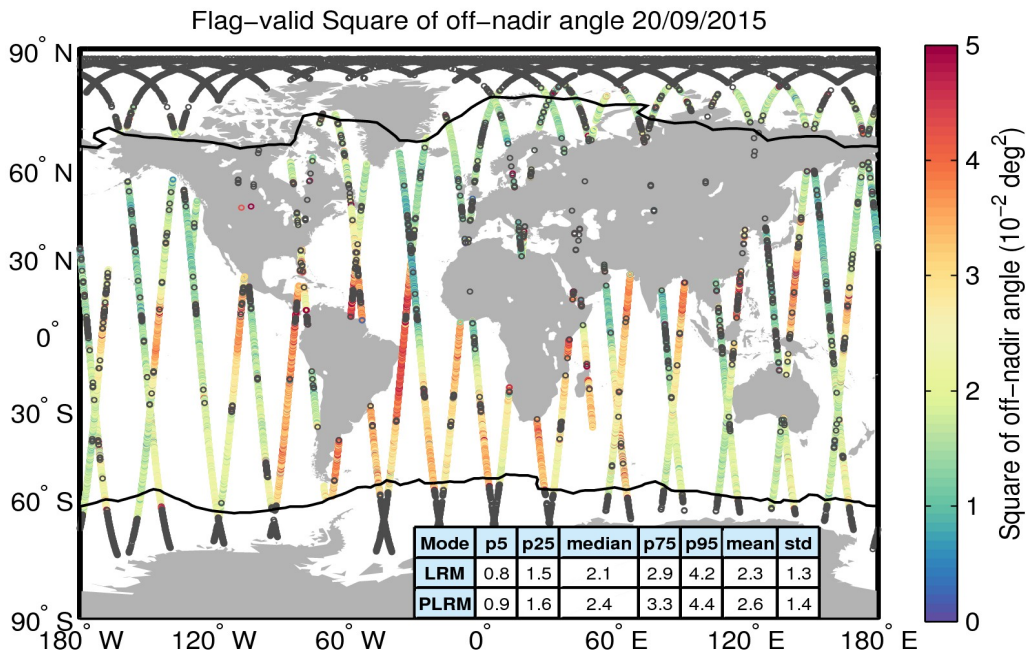 Flag−valid Square of off−nadir angle 20/09/2015
90° N
60° N
30° N
0°
30° S
60° S
90° S
180° W
120° W
60° W
0°
60° E
120° E
180° E
Mode p5 p25 median p75 p95 mean std
LRM 0.8 1.5 2.1 2.9 4.2 2.3 1.3
PLRM 0.9 1.6 2.4 3.3 4.4 2.6 1.4
5
4
3
2
1
0
Square of off−nadir angle (10⁻² deg²)